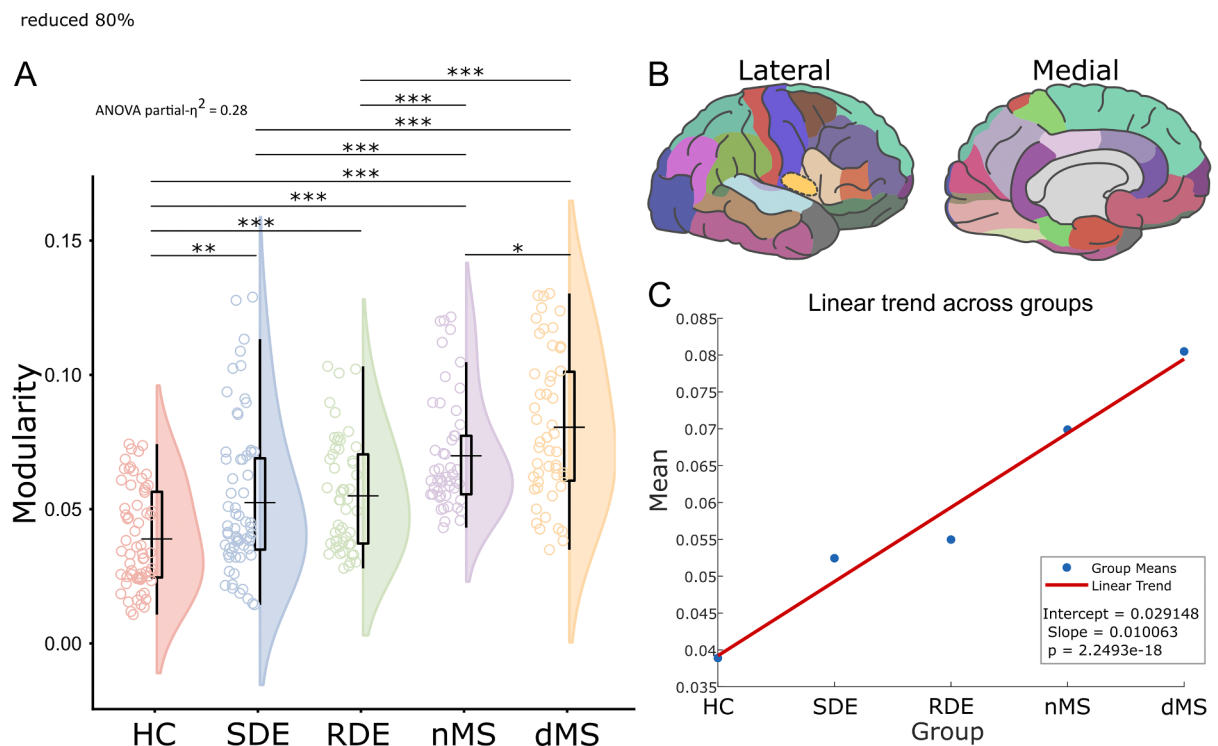 reduced 80%
A
ANOVA partial-η² = 0.28
***
***
***
***
***
***
***
**
*
0.15
0.10
0.05
0.00
Modularity
HC SDE RDE nMS dMS
B
Lateral Medial
C
Linear trend across groups
0.085
0.08
0.075
0.07
0.065
0.06
0.055
0.05
0.045
0.04
0.035
Mean
Group Means
Linear Trend
Intercept = 0.029148
Slope = 0.010063
p = 2.2493e-18
HC SDE RDE nMS dMS
Group